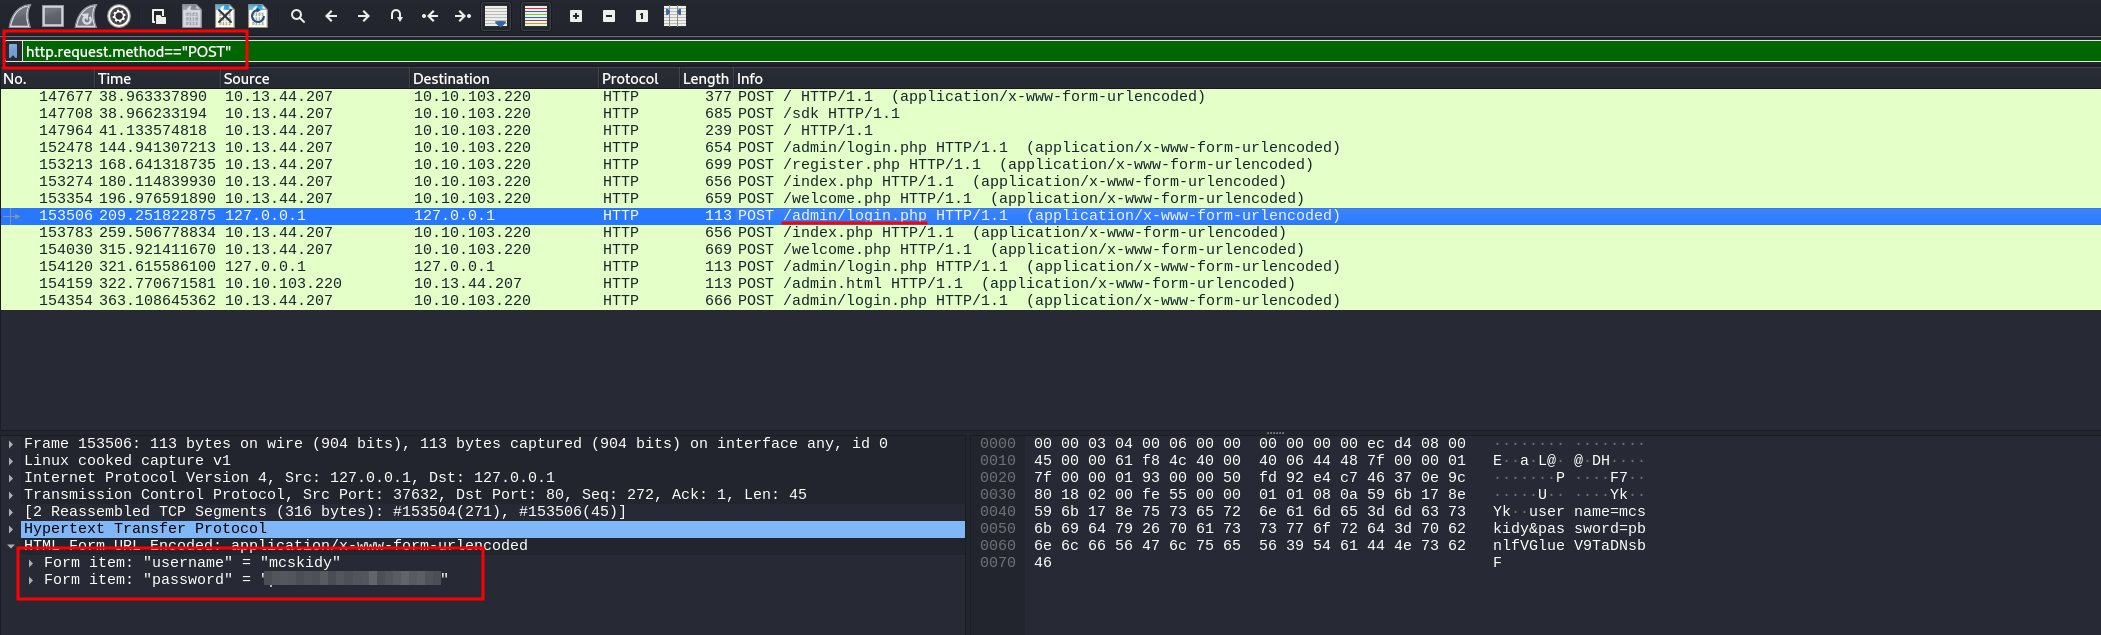 http.request.method=="POST"
No. Time Source Destination Protocol Length Info
147677 38.963337890 10.13.44.207 10.10.103.220 HTTP 377 POST / HTTP/1.1 (application/x-www-form-urlencoded)
147708 38.966233194 10.13.44.207 10.10.103.220 HTTP 685 POST /sdk HTTP/1.1
147964 41.133574818 10.13.44.207 10.10.103.220 HTTP 239 POST / HTTP/1.1
152478 144.941307213 10.13.44.207 10.10.103.220 HTTP 654 POST /admin/login.php HTTP/1.1 (application/x-www-form-urlencoded)
153213 168.641318735 10.13.44.207 10.10.103.220 HTTP 699 POST /register.php HTTP/1.1 (application/x-www-form-urlencoded)
153274 180.114839930 10.13.44.207 10.10.103.220 HTTP 656 POST /index.php HTTP/1.1 (application/x-www-form-urlencoded)
153354 196.976591890 10.13.44.207 10.10.103.220 HTTP 659 POST /welcome.php HTTP/1.1 (application/x-www-form-urlencoded)
153506 209.251822875 127.0.0.1 127.0.0.1 HTTP 113 POST /admin/login.php HTTP/1.1 (application/x-www-form-urlencoded)
153783 259.506778834 10.13.44.207 10.10.103.220 HTTP 656 POST /index.php HTTP/1.1 (application/x-www-form-urlencoded)
154030 315.921411670 10.13.44.207 10.10.103.220 HTTP 669 POST /welcome.php HTTP/1.1 (application/x-www-form-urlencoded)
154120 321.615586100 127.0.0.1 127.0.0.1 HTTP 113 POST /admin/login.php HTTP/1.1 (application/x-www-form-urlencoded)
154159 322.770671581 10.10.103.220 10.13.44.207 HTTP 113 POST /admin.html HTTP/1.1 (application/x-www-form-urlencoded)
154354 363.108645362 10.13.44.207 10.10.103.220 HTTP 666 POST /admin/login.php HTTP/1.1 (application/x-www-form-urlencoded)
Frame 153506: 113 bytes on wire (904 bits), 113 bytes captured (904 bits) on interface any, id 0
Linux cooked capture v1
Internet Protocol Version 4, Src: 127.0.0.1, Dst: 127.0.0.1
Transmission Control Protocol, Src Port: 37632, Dst Port: 80, Seq: 272, Ack: 1, Len: 45
[2 Reassembled TCP Segments (316 bytes): #153504(271), #153506(45)]
Hypertext Transfer Protocol
HTML Form URL Encoded: application/x-www-form-urlencoded
Form item: "username" = "mcskidy"
Form item: "password" = "
0000 00 00 03 04 00 06 00 00 00 00 00 00 ec d4 08 00 ········ ········
0010 45 00 00 61 f8 4c 40 00 40 06 44 48 7f 00 00 01 E··a·L@· @·DH····
0020 7f 00 00 01 93 00 00 50 fd 92 e4 c7 46 37 0e 9c ·······P ····F7··
0030 80 18 02 00 fe 55 00 00 01 01 08 0a 59 6b 17 8e ·····U·· ····Yk··
0040 59 6b 17 8e 75 73 65 72 6e 61 6d 65 3d 6d 63 73 Yk··user name=mcs
0050 6b 69 64 79 26 70 61 73 73 77 6f 72 64 3d 70 62 kidy&pas sword=pb
0060 6e 6c 66 56 47 6c 75 65 56 39 54 61 44 4e 73 62 nlfVGlue V9TaDNsb
0070 46 F